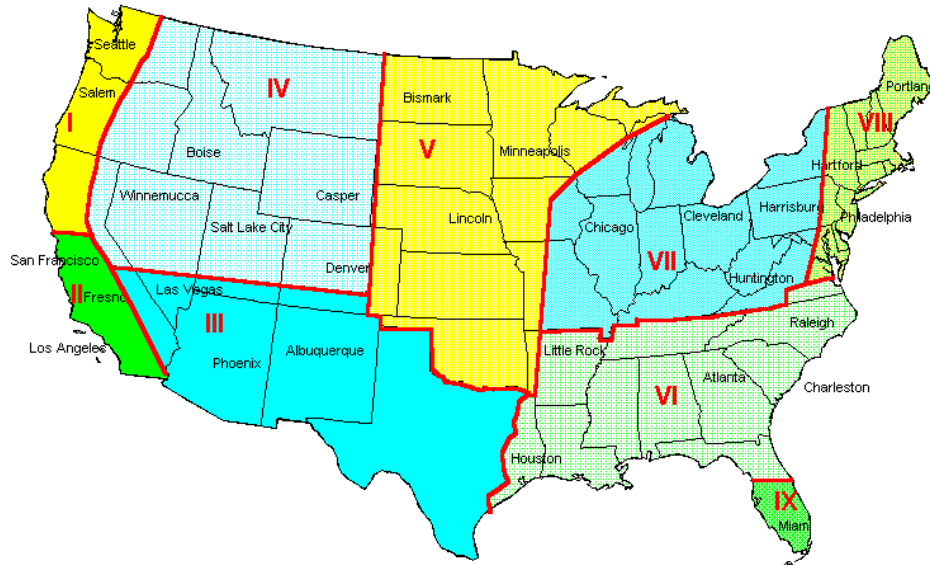 Seattle
Portland
IV
Bismark
Salem
I
VIII
V
Minneapolis
Boise
Hartford
Winnemucca
Casper
Harrisburg
Lincoln
Cleveland
Philadelphia
Salt Lake City
Chicago
San Francisco
VII
Denver
Huntington
Las Vegas
II
Fresno
III
Raleigh
Los Angeles
Albuquerque
Little Rock
Phoenix
Atlanta
Charleston
VI
Houston
IX
Miam